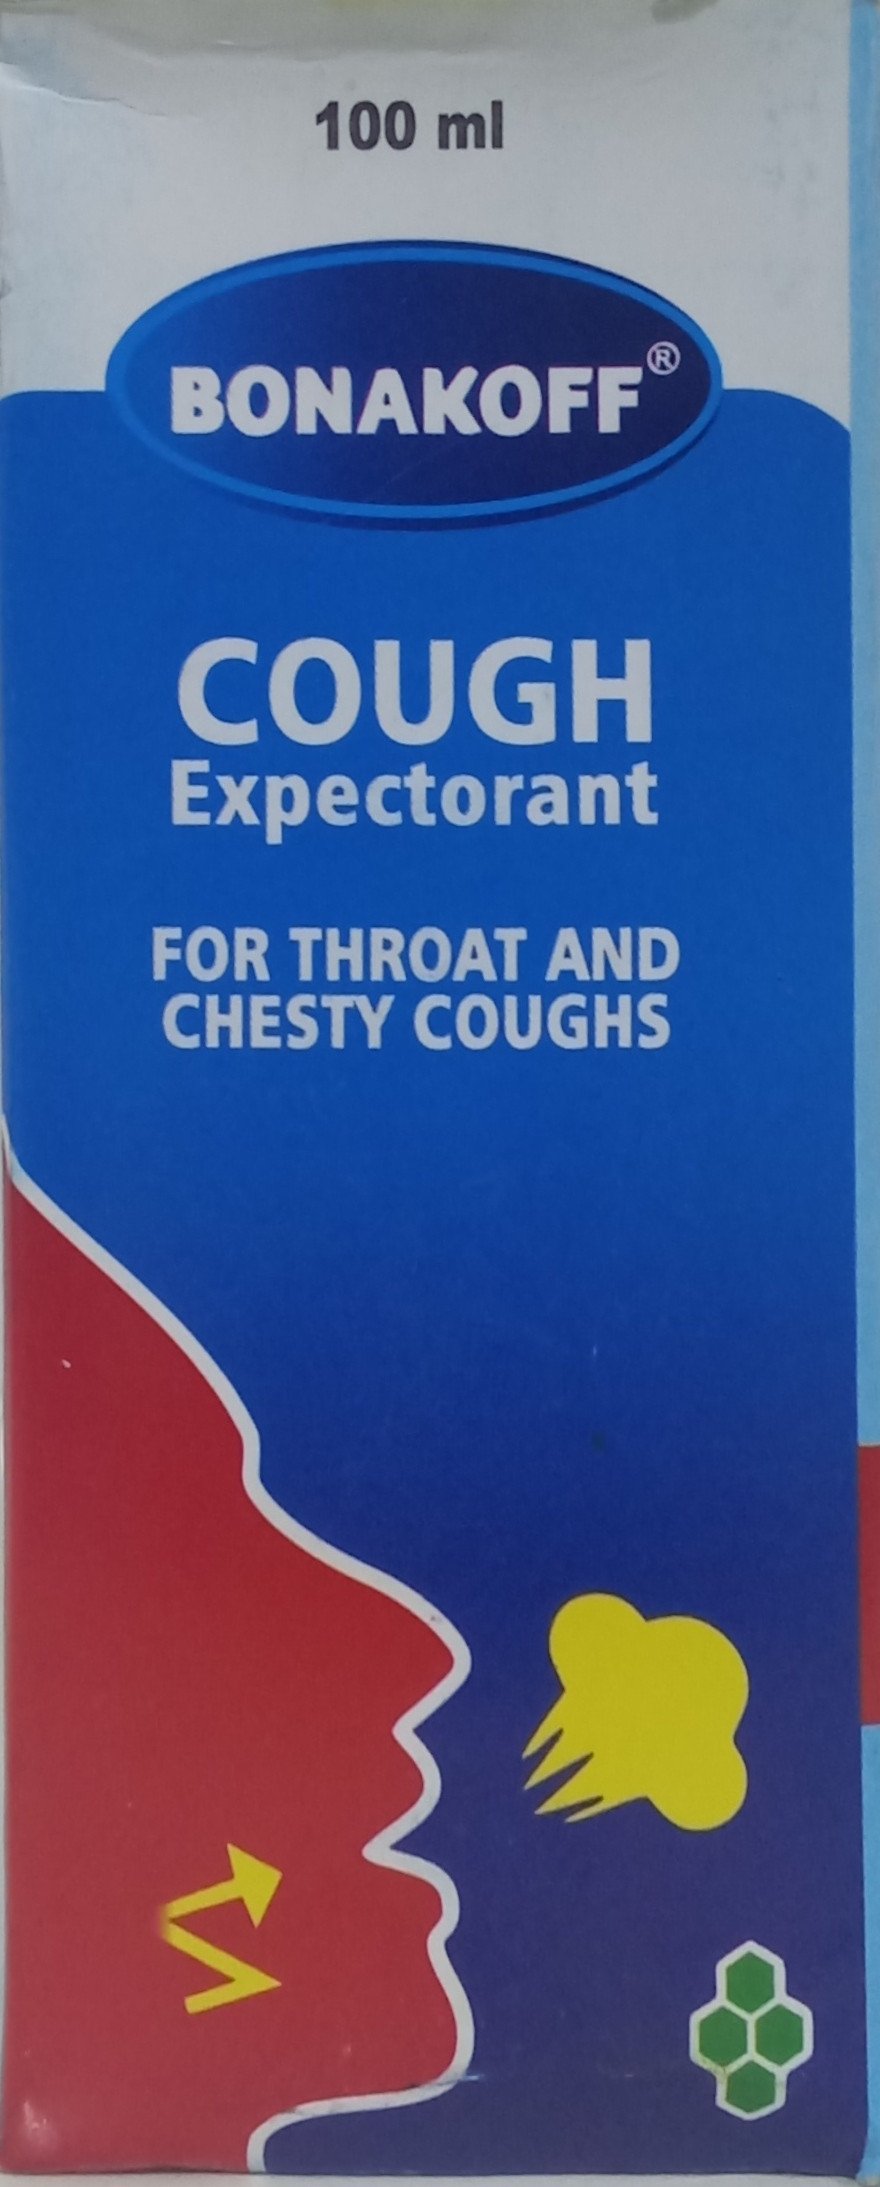 100 ml
BONAKOFF®
COUGH
Expectorant
FOR THROAT AND
CHESTY COUGHS